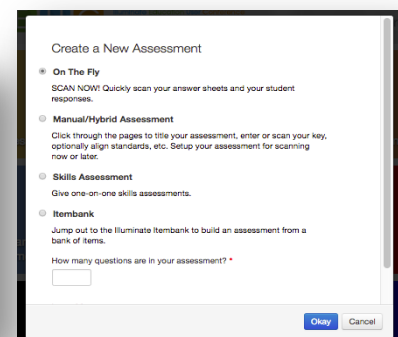 Create a New Assessment
On The Fly
SCAN NOW! Quickly scan your answer sheets and your student
responses.
Manual/Hybrid Assessment
Click through the pages to title your assessment, enter or scan your key,
optionally align standards, etc. Setup your assessment for scanning
now or later.
Skills Assessment
Give one-on-one skills assessments.
Itembank
Jump out to the Illuminate Itembank to build an assessment from a
bank of items.
How many questions are in your assessment? *
Okay Cancel